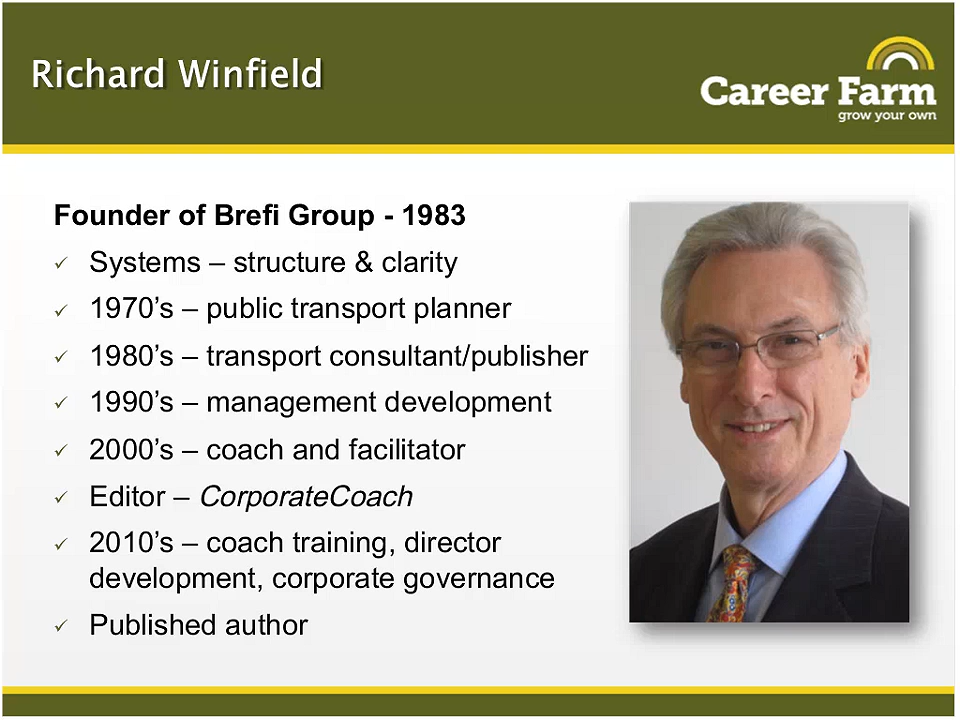 Richard Winfield
Career Farm
grow your own
Founder of Brefi Group - 1983
✓ Systems – structure & clarity
✓ 1970’s – public transport planner
✓ 1980’s – transport consultant/publisher
✓ 1990’s – management development
✓ 2000’s – coach and facilitator
✓ Editor – CorporateCoach
✓ 2010’s – coach training, director
development, corporate governance
✓ Published author